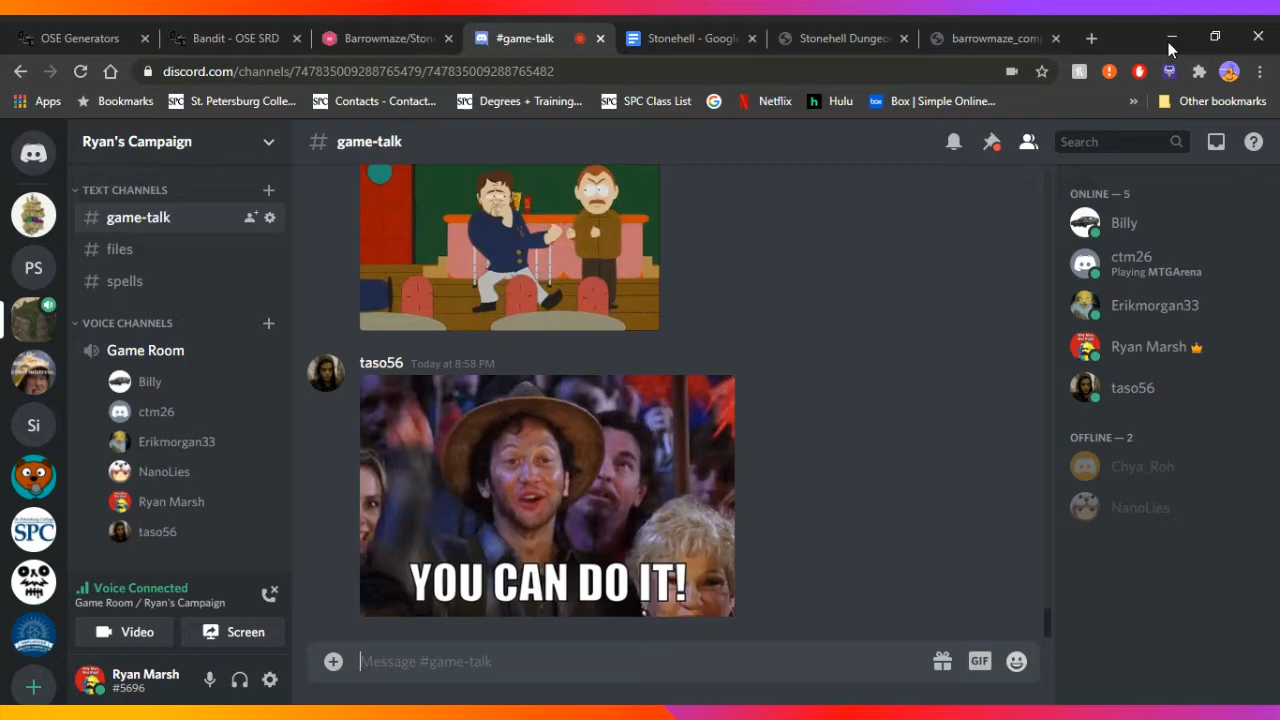 OSE Generators
Bandit - OSE SRD
Barrowmaze/Ston
#game-talk
Stonehell - Googl
Stonehell Dunge
barrowmaze_com
discord.com/channels/747835009288765479/747835009288765482
Apps
Bookmarks
St. Petersburg Colle...
Contacts - Contact...
Degrees + Training...
SPC Class List
Netflix
Hulu
Box | Simple Online...
»
Other bookmarks
Ryan's Campaign
# game-talk
Search
TEXT CHANNELS
# game-talk
# files
# spells
VOICE CHANNELS
Game Room
Billy
ctm26
Erikmorgan33
NanoLies
Ryan Marsh
taso56
PS
Si
SPC
Voice Connected
Game Room / Ryan's Campaign
Video
Screen
Ryan Marsh
#5696
taso56 Today at 8:58 PM
YOU CAN DO IT!
Message #game-talk
GIF
ONLINE — 5
Billy
ctm26
Playing MTGArena
Erikmorgan33
Ryan Marsh
taso56
OFFLINE — 2
Chya_Roh
NanoLies